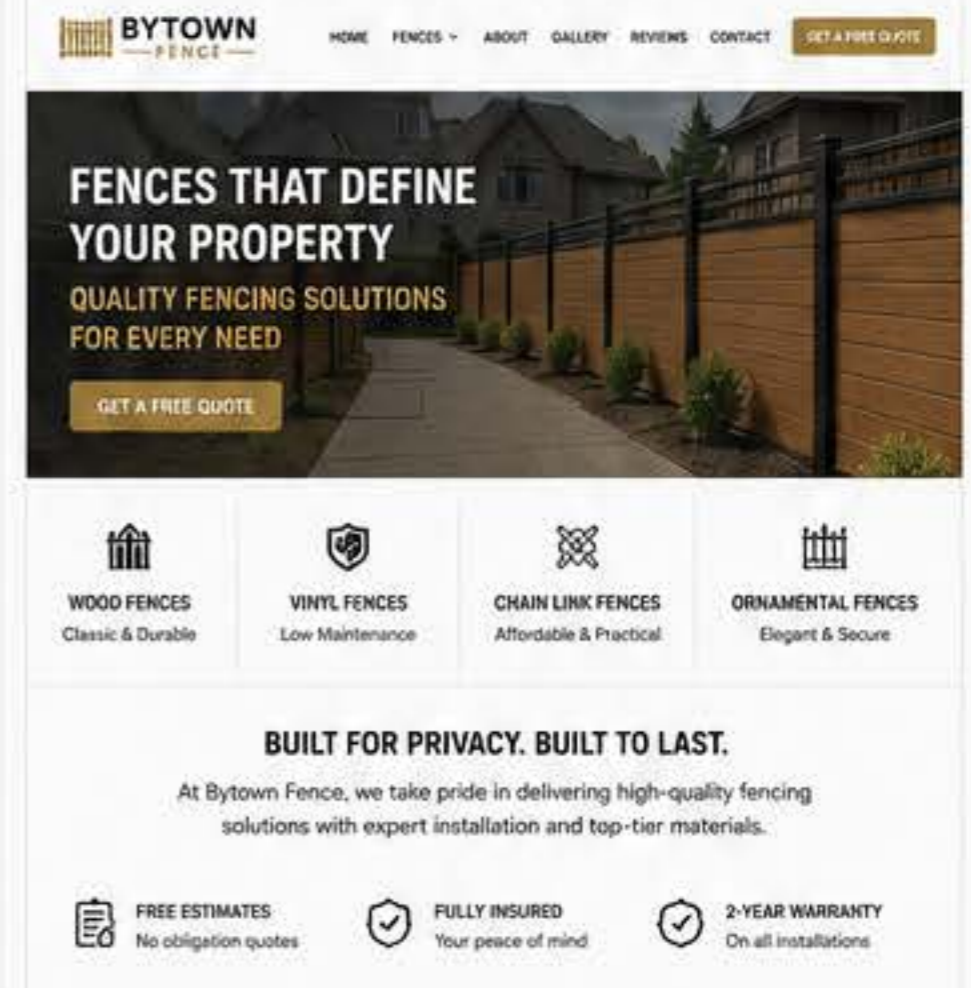 BYTOWN
FENCE
HOME FENCES ABOUT GALLERY REVIEWS CONTACT GET A FREE QUOTE
FENCES THAT DEFINE
YOUR PROPERTY
QUALITY FENCING SOLUTIONS
FOR EVERY NEED
GET A FREE QUOTE
WOOD FENCES
Classic & Durable
VINYL FENCES
Low Maintenance
CHAIN LINK FENCES
Affordable & Practical
ORNAMENTAL FENCES
Elegant & Secure
BUILT FOR PRIVACY. BUILT TO LAST.
At Bytown Fence, we take pride in delivering high-quality fencing
solutions with expert installation and top-tier materials.
FREE ESTIMATES
No obligation quotes
FULLY INSURED
Your peace of mind
2-YEAR WARRANTY
On all installations